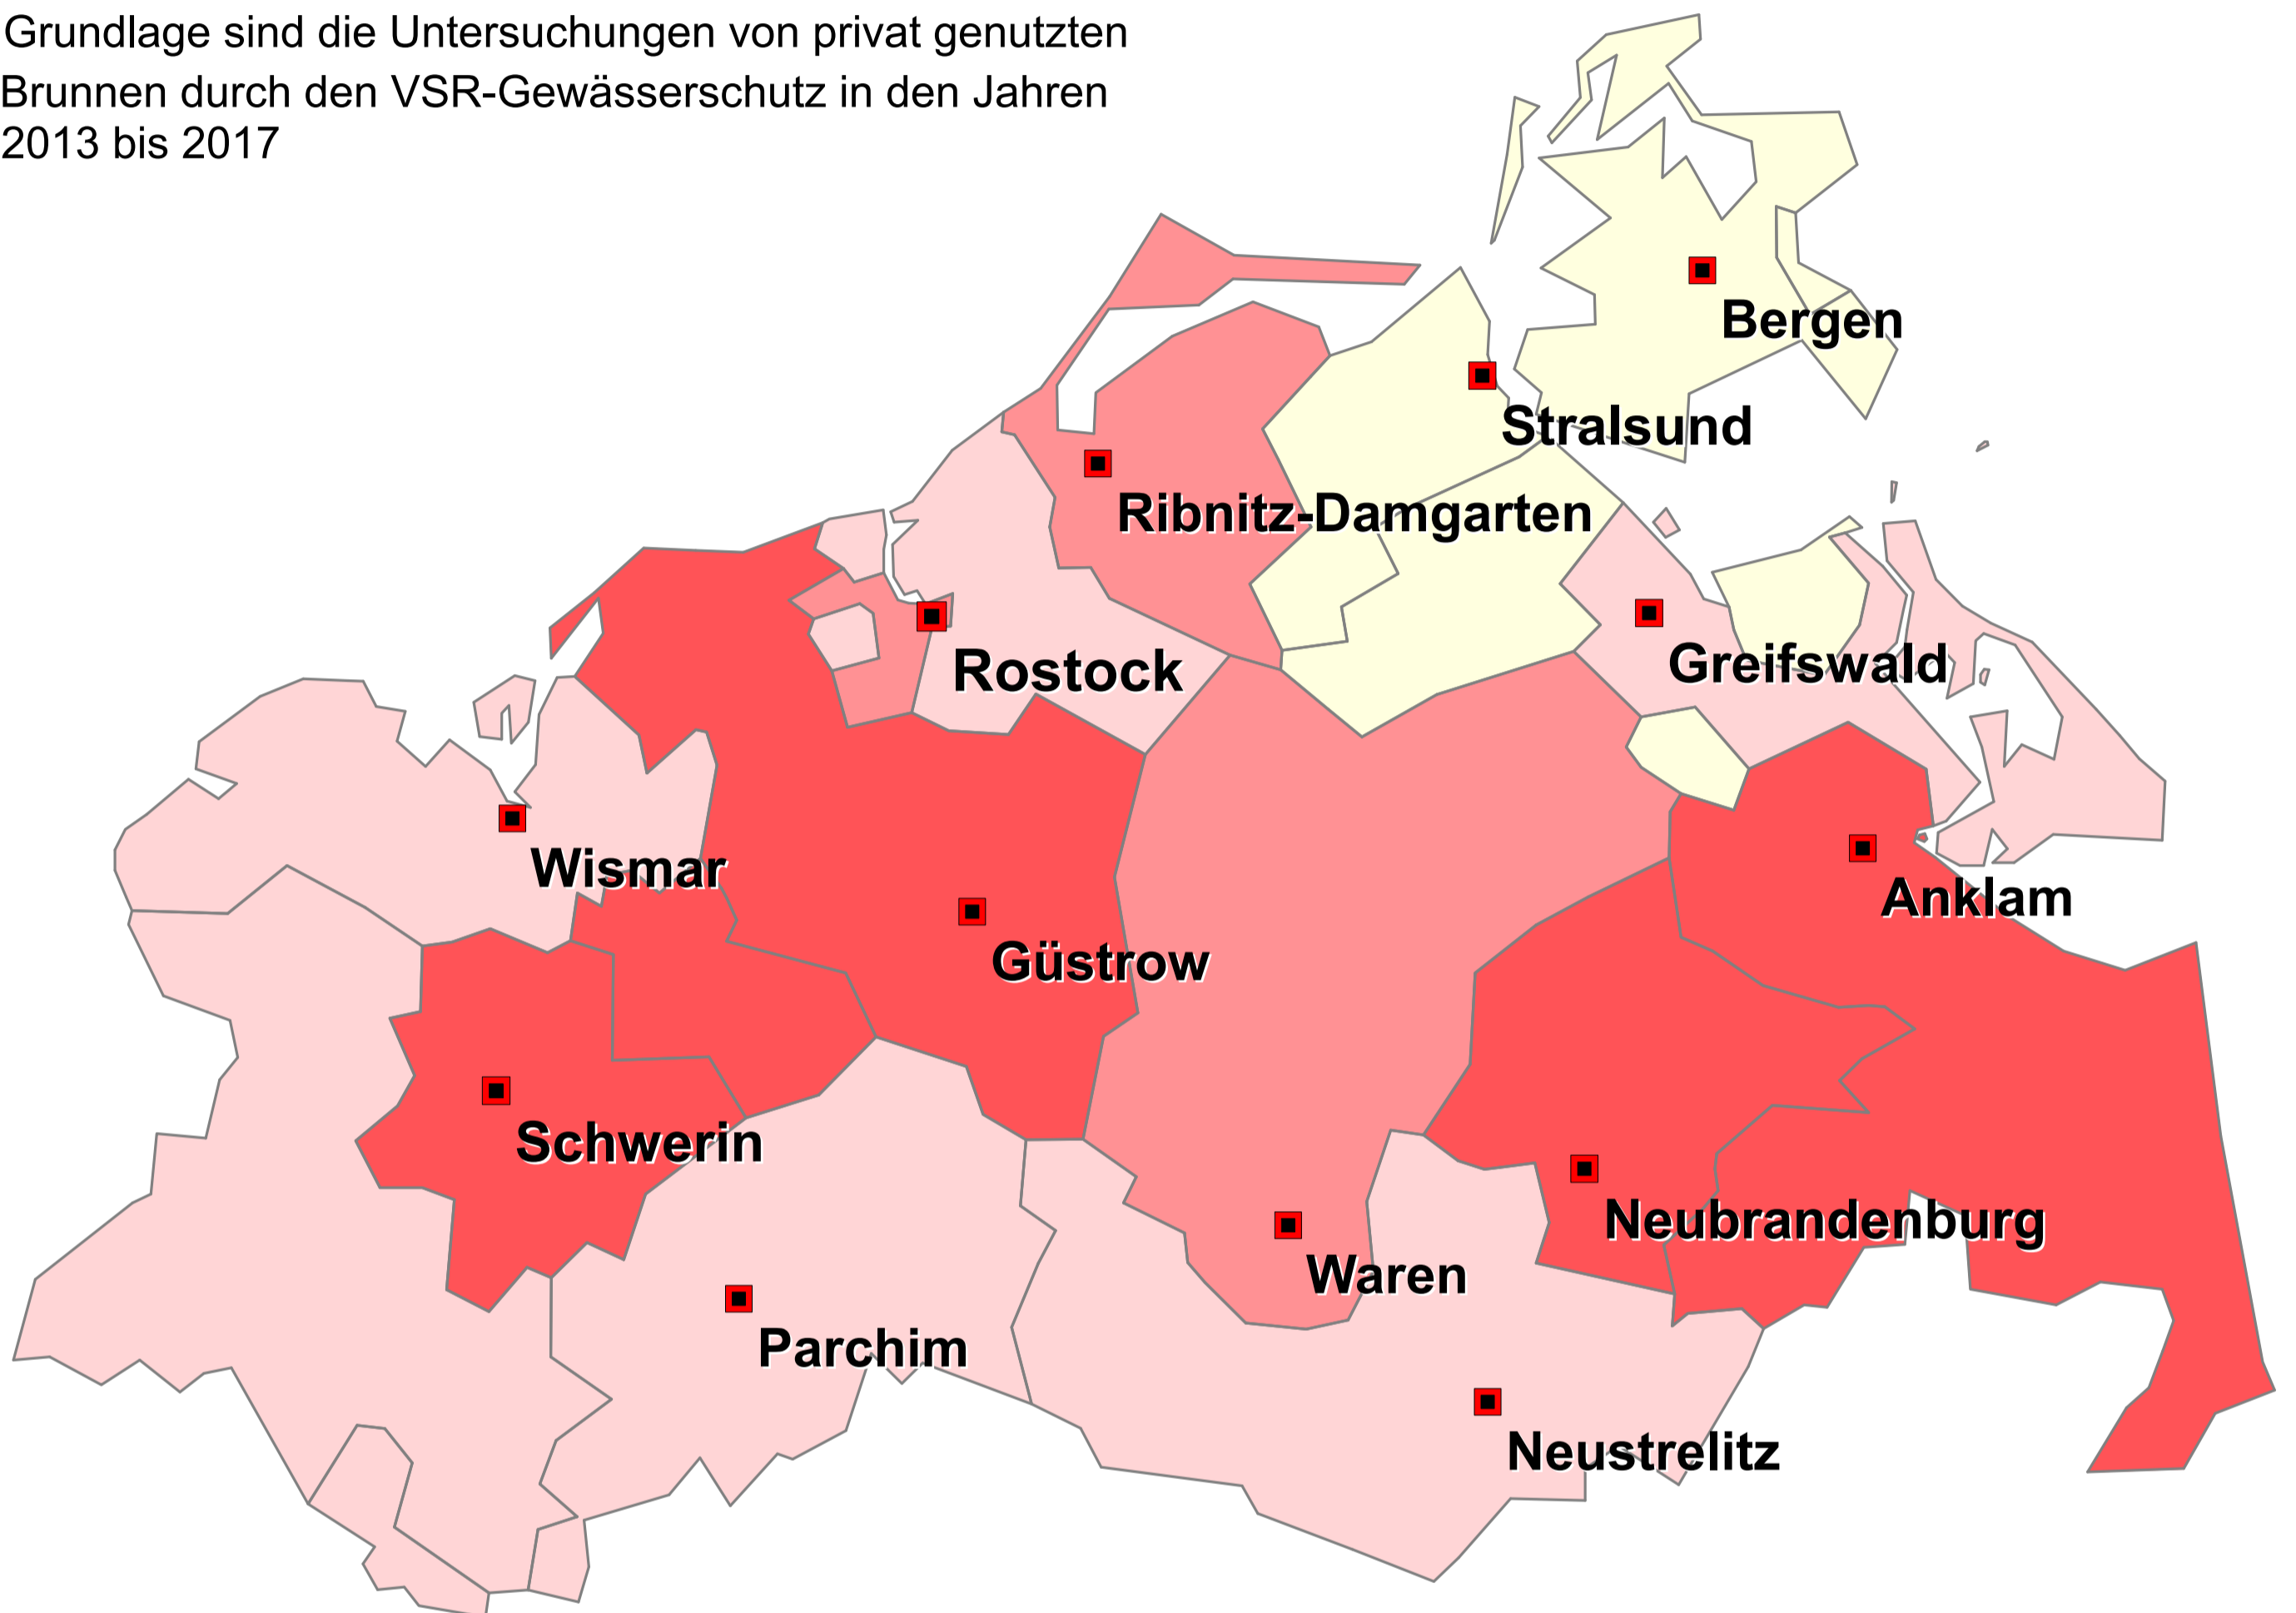 Grundlage sind die Untersuchungen von privat genutzten
Brunnen durch den VSR-Gewässerschutz in den Jahren
2013 bis 2017
Bergen
Stralsund
Ribnitz-Damgarten
Rostock
Greifswald
Wismar
Anklam
Güstrow
Schwerin
Neubrandenburg
Waren
Parchim
Neustrelitz